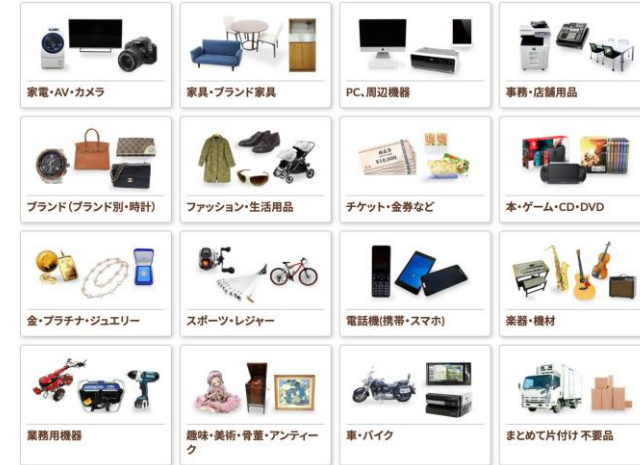 家電・AV・カメラ
家具・ブランド家具
PC、周辺機器
事務・店舗用品
ブランド（ブランド別・時計）
ファッション・生活用品
チケット・金券など
本・ゲーム・CD・DVD
金・プラチナ・ジュエリー
スポーツ・レジャー
電話機(携帯・スマホ)
楽器・機材
業務用機器
趣味・美術・骨董・アンティー
ク
車・バイク
まとめて片付け 不要品